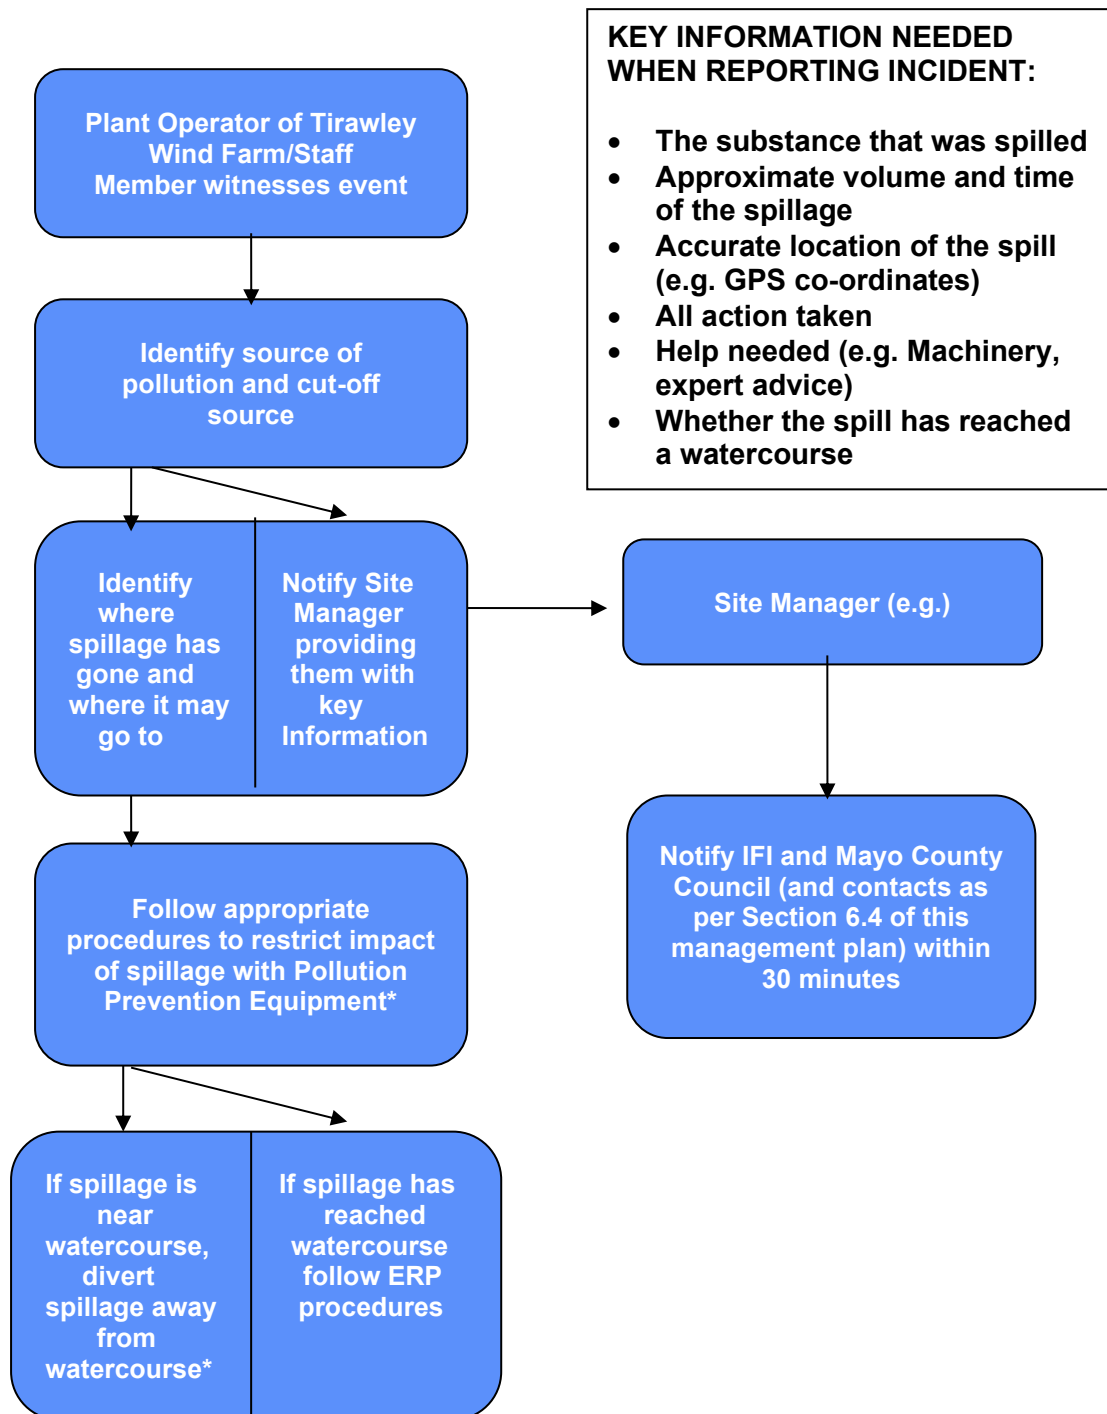 KEY INFORMATION NEEDED
WHEN REPORTING INCIDENT:
• The substance that was spilled
• Approximate volume and time
of the spillage
• Accurate location of the spill
(e.g. GPS co-ordinates)
• All action taken
• Help needed (e.g. Machinery,
expert advice)
• Whether the spill has reached
a watercourse
Plant Operator of Tirawley
Wind Farm/Staff
Member witnesses event
Identify source of
pollution and cut-off
source
Identify
where
spillage has
gone and
where it may
go to
Notify Site
Manager
providing
them with
key
Information
Site Manager (e.g.)
Notify IFI and Mayo County
Council (and contacts as
per Section 6.4 of this
management plan) within
30 minutes
Follow appropriate
procedures to restrict impact
of spillage with Pollution
Prevention Equipment*
If spillage is
near
watercourse,
divert
spillage away
from
watercourse*
If spillage has
reached
watercourse
follow ERP
procedures